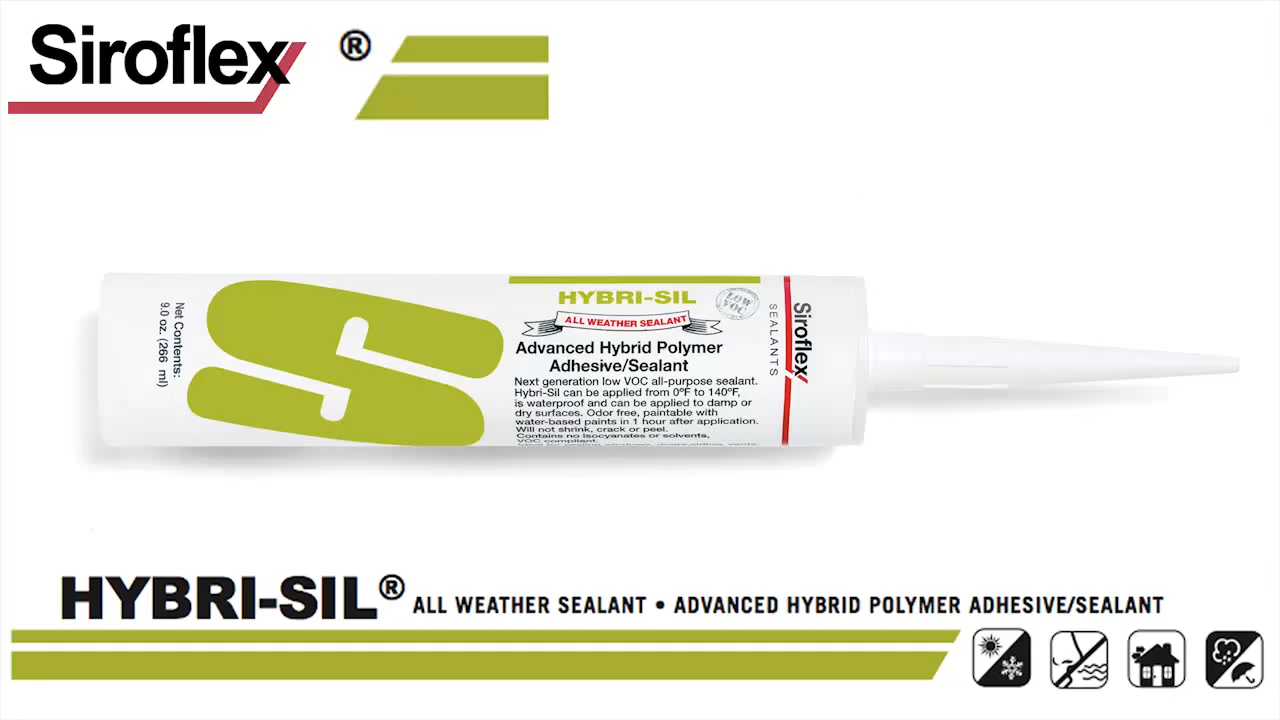 Siroflex ®
Net Contents:
9.0 oz. (266 ml)
HYBRI-SIL
LOW
VOC
ALL WEATHER SEALANT
Advanced Hybrid Polymer
Adhesive/Sealant
Next generation low VOC all-purpose sealant.
Hybri-Sil can be applied from 0ºF to 140ºF,
is waterproof and can be applied to damp or
dry surfaces. Odor free, paintable with
water-based paints in 1 hour after application.
Will not shrink, crack or peel.
Contains no Isocyanates or solvents,
VOC compliant.
SEALANTS
Siroflex
HYBRI-SIL® ALL WEATHER SEALANT • ADVANCED HYBRID POLYMER ADHESIVE/SEALANT